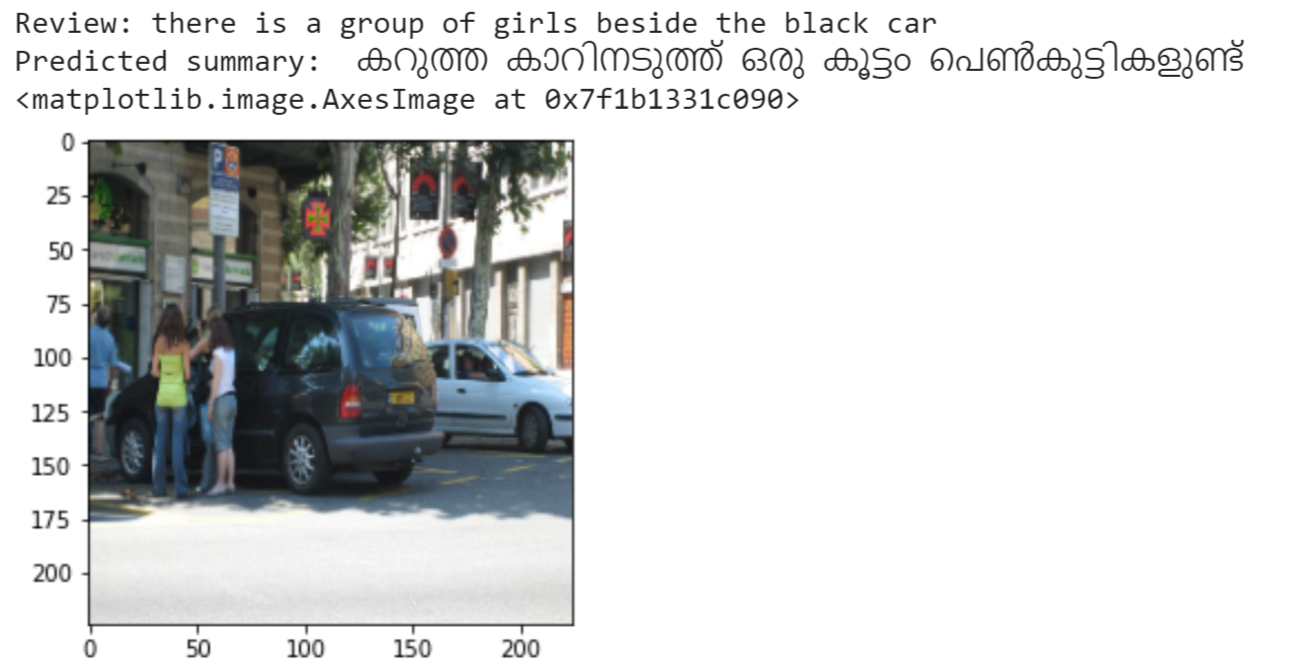 Review: there is a group of girls beside the black car
Predicted summary:  കറുത്ത കാറിനടുത്ത് ഒരു കൂട്ടം പെൺകുട്ടികളുണ്ട്
<matplotlib.image.AxesImage at 0x7f1b1331c090>
0
25
50
75
100
125
150
175
200
0 50 100 150 200
P